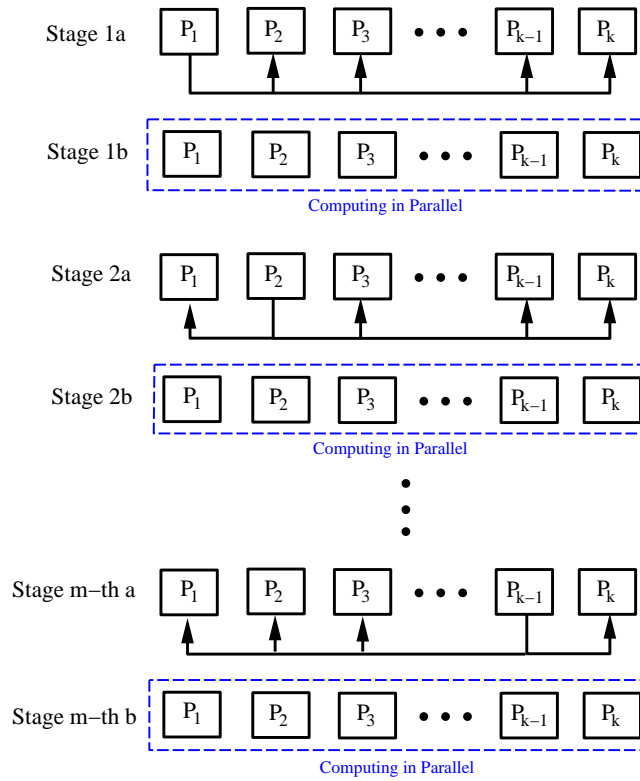 Stage 1a P1 P2 P3 • • • Pk−1 Pk
Stage 1b P1 P2 P3 • • • Pk−1 Pk
Computing in Parallel
Stage 2a P1 P2 P3 • • • Pk−1 Pk
Stage 2b P1 P2 P3 • • • Pk−1 Pk
Computing in Parallel
Stage m−th a P1 P2 P3 • • • Pk−1 Pk
Stage m−th b P1 P2 P3 • • • Pk−1 Pk
Computing in Parallel